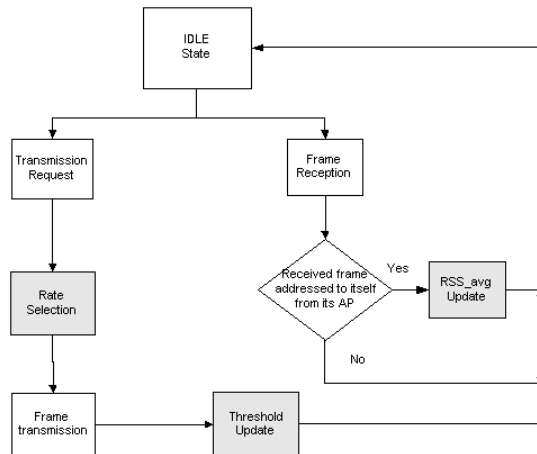 IDLE
State
Transmission
Request
Frame
Reception
Received frame
addressed to itself
from its AP
Yes
RSS_avg
Update
Rate
Selection
No
Frame
transmission
Threshold
Update